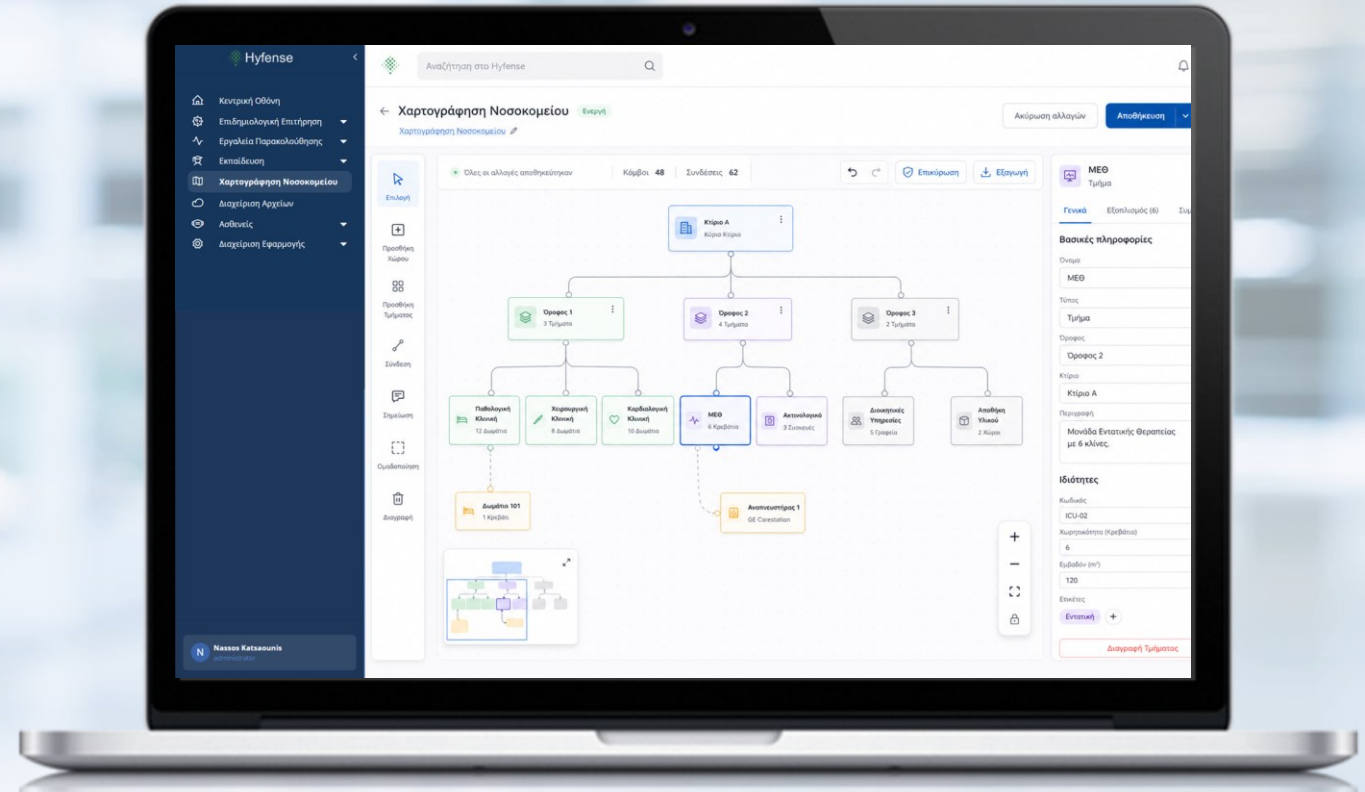 Hyfense
Κεντρική Οθόνη
Επιδημιολογική Επιτήρηση
Εργαλεία Παρακολούθησης
Εκπαίδευση
Χαρτογράφηση Νοσοκομείου
Διαχείριση Αρχείων
Ασθενείς
Διαχείριση Εφαρμογής
N
Nassos Katsaounis
administrator
Αναζήτηση στο Hyfense
Χαρτογράφηση Νοσοκομείου
Ενεργή
Χαρτογράφηση Νοσοκομείου
Ακύρωση αλλαγών
Αποθήκευση
Επιλογή
Προσθήκη
Χώρου
Προσθήκη
Τμήματος
Σύνδεση
Σημείωση
Ομαδοποίηση
Διαγραφή
Όλες οι αλλαγές αποθηκεύτηκαν
Κόμβοι 48
Συνδέσεις 62
Επικύρωση
Εξαγωγή
Κτίριο Α
Κύριο Κτίριο
Όροφος 1
3 Τμήματα
Όροφος 2
4 Τμήματα
Όροφος 3
2 Τμήματα
Παθολογική
Κλινική
12 Δωμάτια
Χειρουργική
Κλινική
8 Δωμάτια
Καρδιαλογική
Κλινική
10 Δωμάτια
ΜΕΘ
6 Κρεβάτια
Ακτινολογικό
3 Συσκευές
Διοικητικές
Υπηρεσίες
5 Γραφεία
Αποθήκη
Υλικού
2 Χώροι
Δωμάτιο 101
1 Κρεβάτι
Αναπνευστήρας 1
GE Carestation
ΜΕΘ
Τμήμα
Γενικά
Εξοπλισμός (6)
Συμ
Βασικές πληροφορίες
Όνομα
ΜΕΘ
Τύπος
Τμήμα
Όροφος
Όροφος 2
Κτίριο
Κτίριο Α
Περιγραφή
Μονάδα Εντατικής Θεραπείας
με 6 κλίνες.
Ιδιότητες
Κωδικός
ICU-02
Χωρητικότητα (Κρεβάτια)
6
Εμβαδόν (m²)
120
Ετικέτες
Εντατική
Διαγραφή Τμήματος